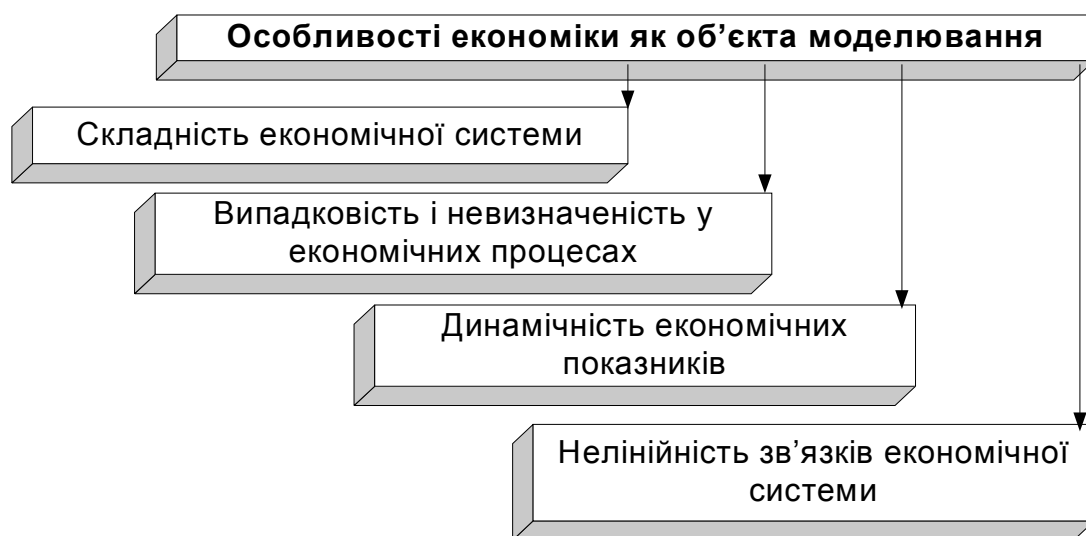 Особливості економіки як об’єкта моделювання
Складність економічної системи
Випадковість і невизначеність у
економічних процесах
Динамічність економічних
показників
Нелінійність зв’язків економічної
системи